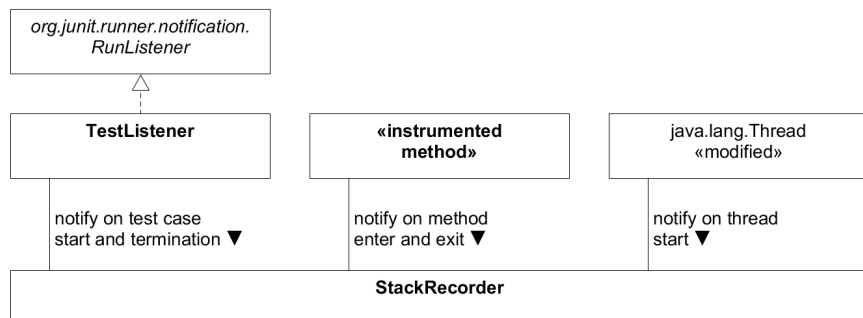 org.junit.runner.notification.
RunListener
TestListener
«instrumented
method»
java.lang.Thread
«modified»
notify on test case
start and termination ▼
notify on method
enter and exit ▼
notify on thread
start ▼
StackRecorder